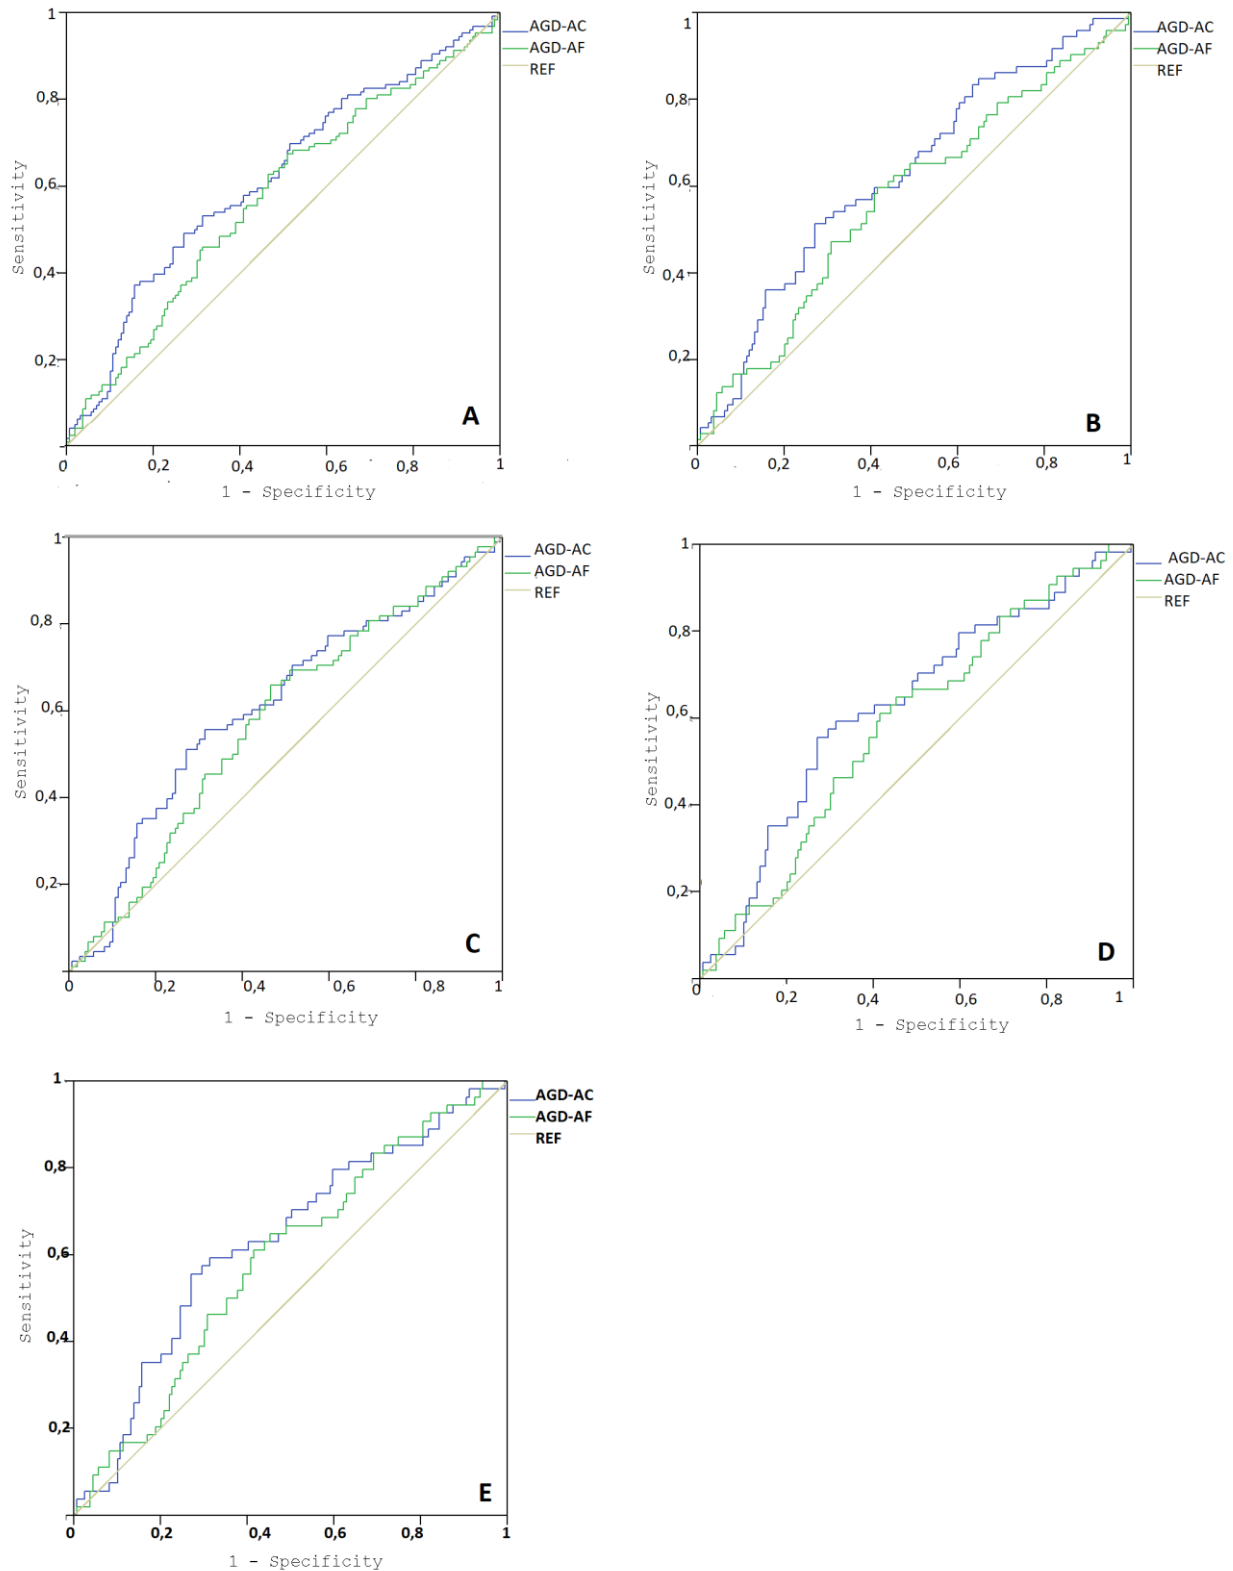 1
0,8
0,6
0,4
0,2
0
0,2
0,4
0,6
0,8
1
Sensitivity
1 - Specificity
AGD-AC
AGD-AF
REF
A
1
0,8
0,6
0,4
0,2
0
0,2
0,4
0,6
0,8
1
Sensitivity
1 - Specificity
AGD-AC
AGD-AF
REF
B
1
0,8
0,6
0,4
0,2
0
0,2
0,4
0,6
0,8
1
Sensitivity
1 - Specificity
AGD-AC
AGD-AF
REF
C
1
0,8
0,6
0,4
0,2
0
0,2
0,4
0,6
0,8
1
Sensitivity
1 - Specificity
AGD-AC
AGD-AF
REF
D
1
0,8
0,6
0,4
0,2
0
0,2
0,4
0,6
0,8
1
Sensitivity
1 - Specificity
AGD-AC
AGD-AF
REF
E